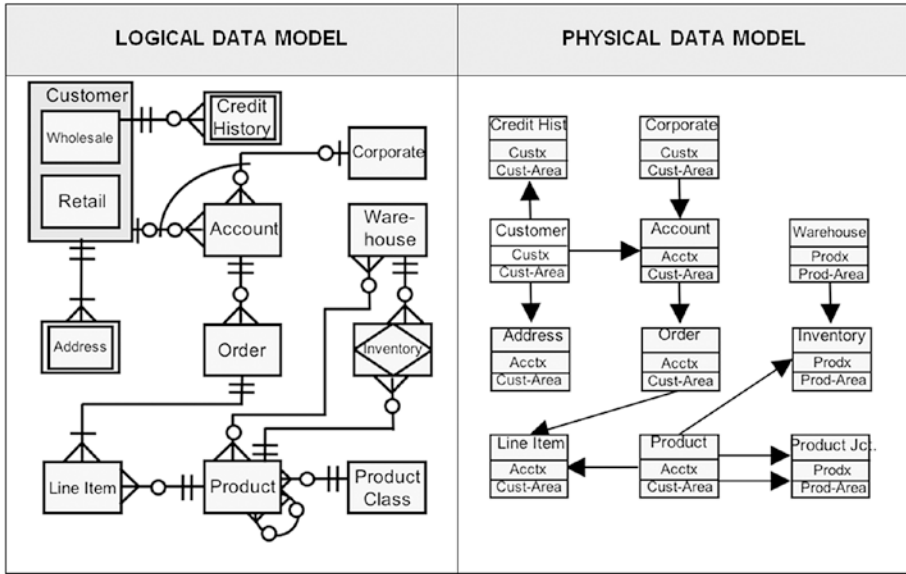 LOGICAL DATA MODEL
Customer
Wholesale
Retail
Credit
History
Corporate
Account
Ware-
house
Address
Order
Inventory
Line Item
Product
Product
Class
PHYSICAL DATA MODEL
Credit Hist
Custx
Cust-Area
Corporate
Custx
Cust-Area
Customer
Custx
Cust-Area
Account
Acctx
Cust-Area
Warehouse
Prodx
Prod-Area
Address
Acctx
Cust-Area
Order
Acctx
Cust-Area
Inventory
Prodx
Prod-Area
Line Item
Acctx
Cust-Area
Product
Acctx
Cust-Area
Product Jct.
Prodx
Prod-Area